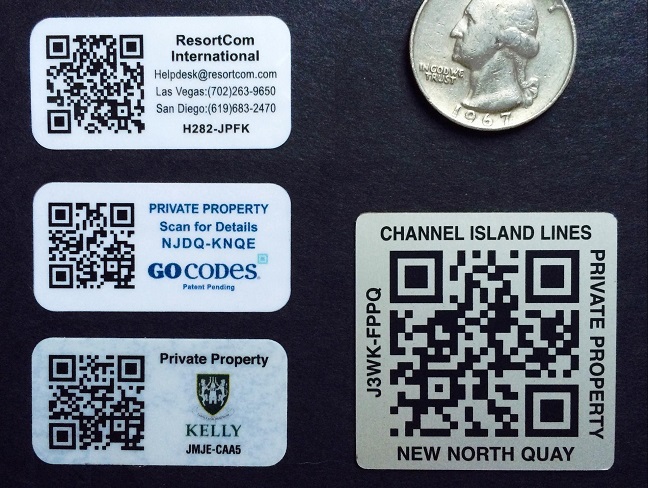 ResortCom
International
Helpdesk@resortcom.com
Las Vegas:(702)263-9650
San Diego:(619)683-2470
H282-JPFK
IN GOD WE
TRUST
1967
PRIVATE PROPERTY
Scan for Details
NJDQ-KNQE
GOCODES
Patent Pending
CHANNEL ISLAND LINES
PRIVATE PROPERTY
J3WK-FPPQ
NEW NORTH QUAY
Private Property
KELLY
JMJE-CAA5